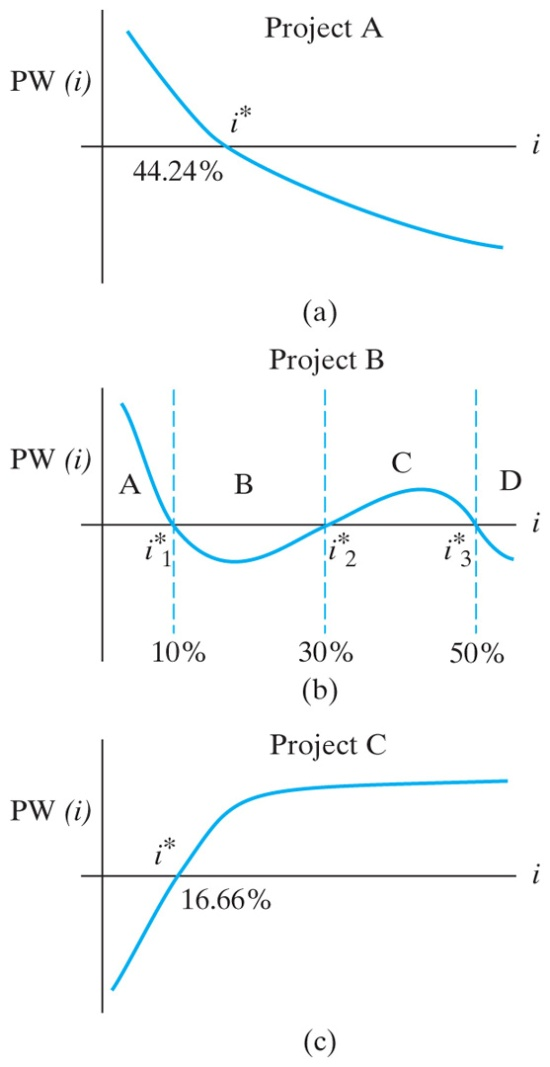 Project A
PW (i)
i*
i
44.24%
(a)
Project B
PW (i)
A
B
C
D
i
i*1
i*2
i*3
10%
30%
50%
(b)
Project C
PW (i)
i*
i
16.66%
(c)